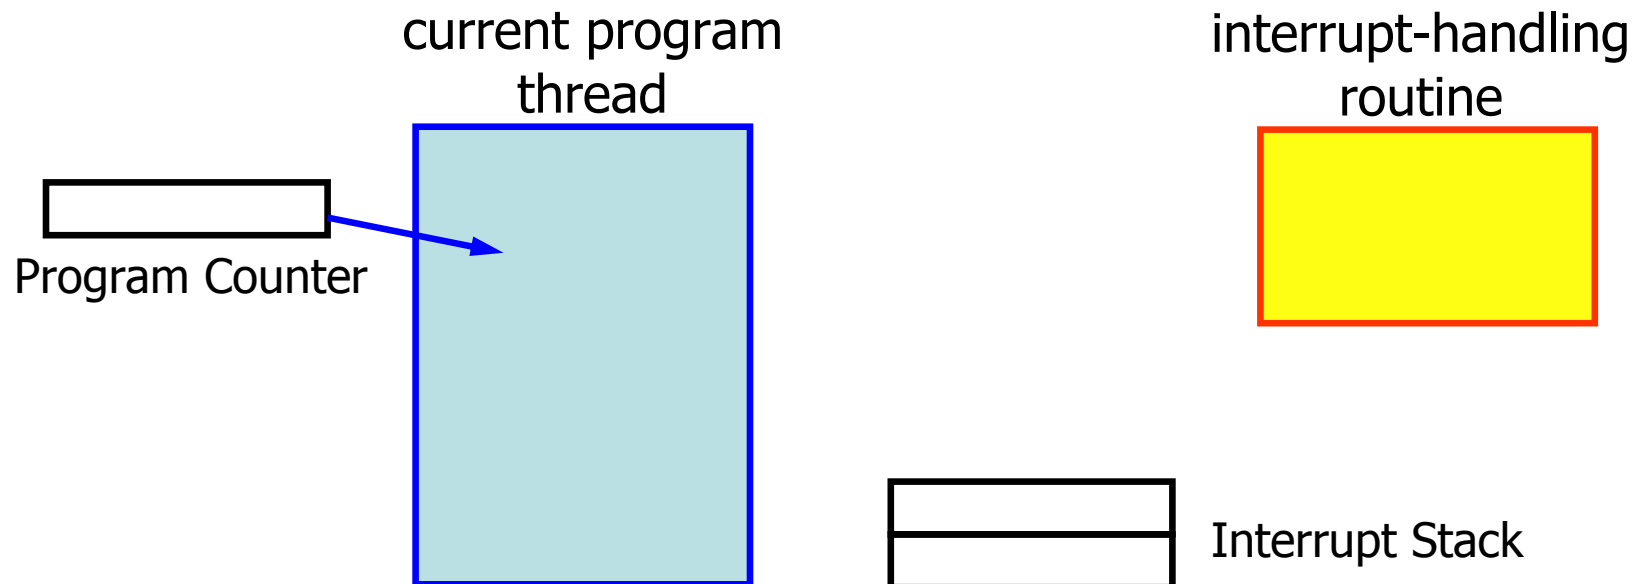 current program
thread
interrupt-handling
routine
Program Counter
Interrupt Stack